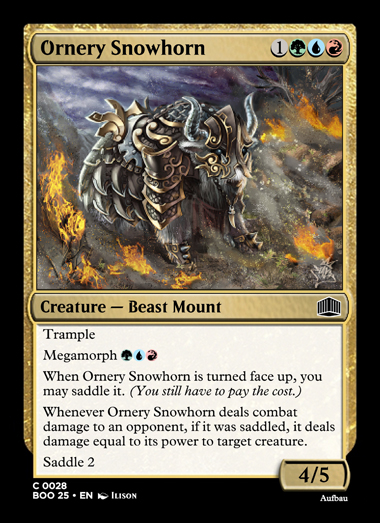 Ornery Snowhorn
1
Creature — Beast Mount
Trample
Megamorph
When Ornery Snowhorn is turned face up, you
may saddle it. (You still have to pay the cost.)
Whenever Ornery Snowhorn deals combat
damage to an opponent, if it was saddled, it deals
damage equal to its power to target creature.
Saddle 2
4/5
C 0028
BOO 25 • EN Ilison
Aufbau